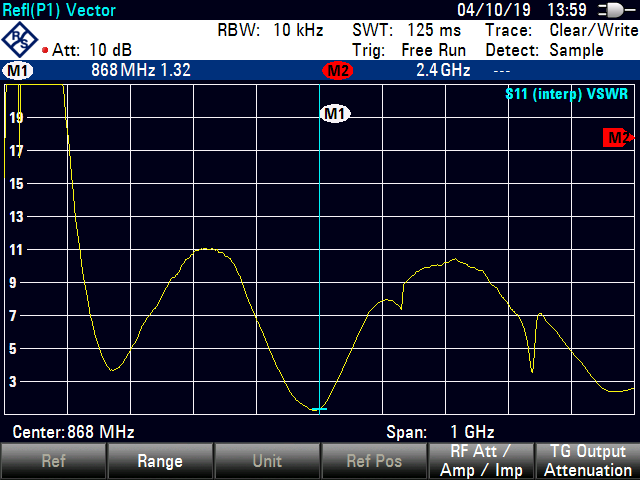 Refl(P1) Vector 04/10/19 13:59
RBW: 10 kHz SWT: 125 ms Trace: Clear/Write
R&S Att: 10 dB Trig: Free Run Detect: Sample
M1 868 MHz 1.32 M2 2.4 GHz ---
S11 (interp) VSWR
M1
19
M2
17
15
13
11
9
7
5
3
Center: 868 MHz Span: 1 GHz
Ref Range Unit Ref Pos RF Att / Amp / Imp TG Output Attenuation